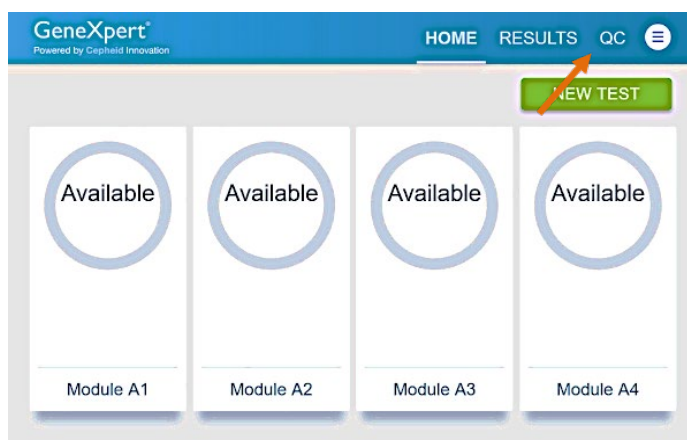 GeneXpert®
Powered by Cepheid Innovation
HOME RESULTS QC
NEW TEST
Available Available Available Available
Module A1 Module A2 Module A3 Module A4